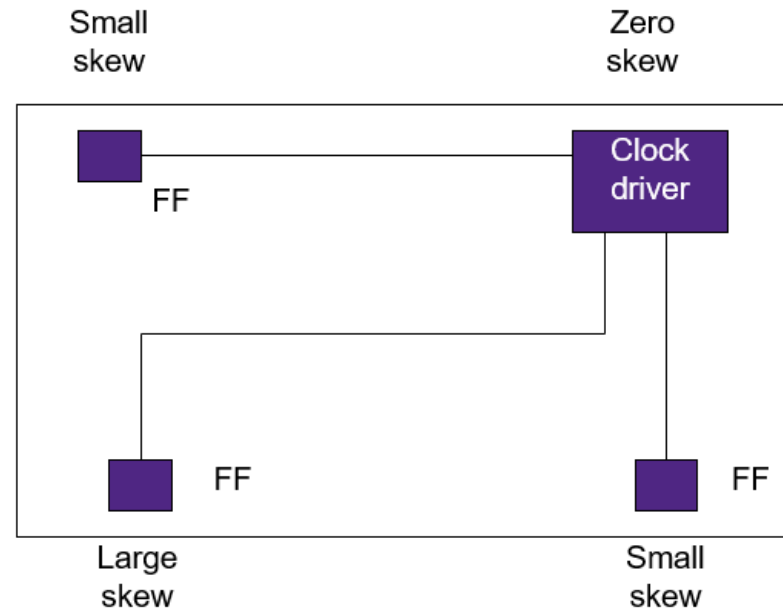 Small
skew
Zero
skew
Clock
driver
FF
FF
FF
Large
skew
Small
skew